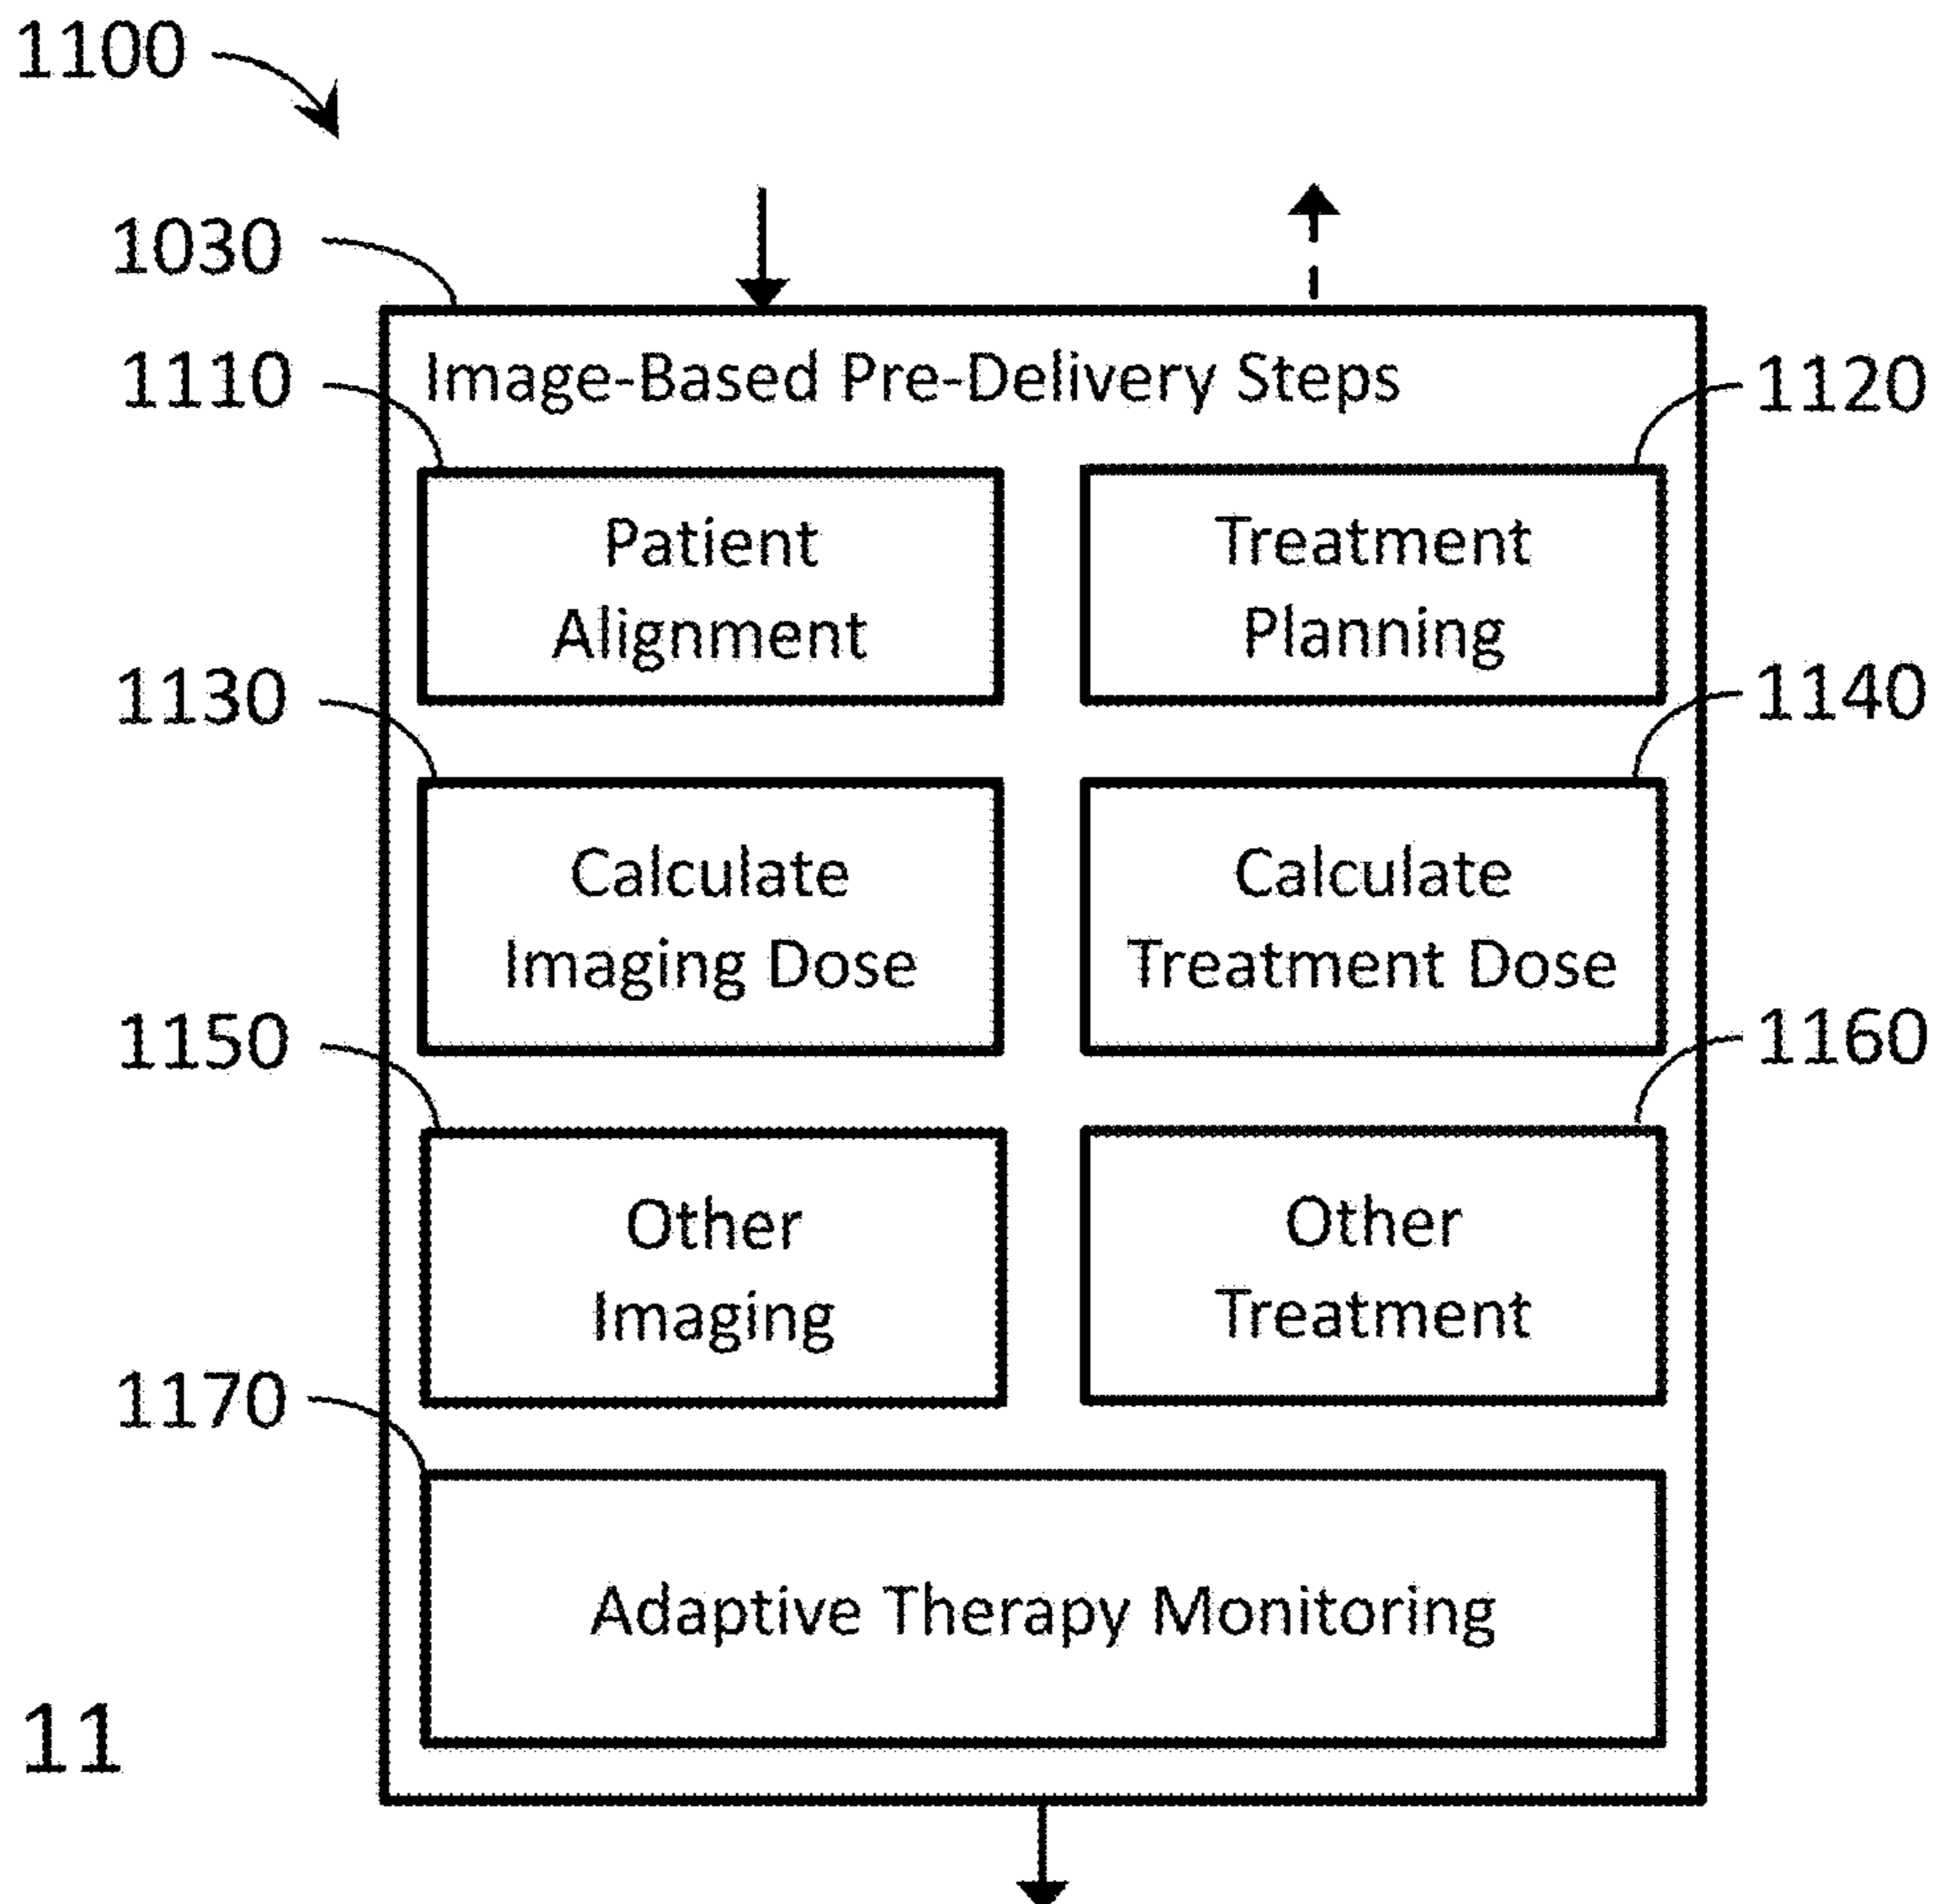 1100
1030
Image-Based Pre-Delivery Steps
1110
1120
Patient
Alignment
Treatment
Planning
1130
1140
Calculate
Imaging Dose
Calculate
Treatment Dose
1150
1160
Other
Imaging
Other
Treatment
1170
Adaptive Therapy Monitoring
11